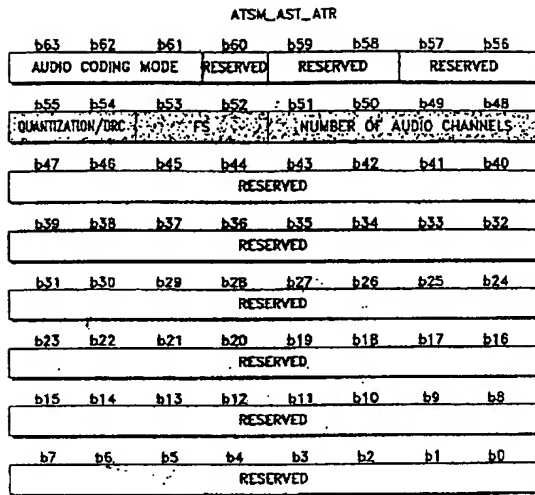 ATSM_AST_ATR
b63 b62 b61 b60 b59 b58 b57 b56
AUDIO CODING MODE RESERVED RESERVED RESERVED
b55 b54 b53 b52 b51 b50 b49 b48
QUANTIZATION/DRC FS NUMBER OF AUDIO CHANNELS
b47 b46 b45 b44 b43 b42 b41 b40
RESERVED
b39 b38 b37 b36 b35 b34 b33 b32
RESERVED
b31 b30 b29 b28 b27 b26 b25 b24
RESERVED
b23 b22 b21 b20 b19 b18 b17 b16
RESERVED
b15 b14 b13 b12 b11 b10 b9 b8
RESERVED
b7 b6 b5 b4 b3 b2 b1 b0
RESERVED